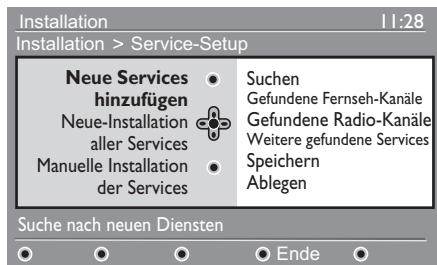 Installation 11:28
Installation > Service-Setup
Neue Services
hinzufügen
Neue-Installation
aller Services
Manuelle Installation
der Services
Suchen
Gefundene Fernseh-Kanäle
Gefundene Radio-Kanäle
Weitere gefundene Services
Speichern
Ablegen
Suche nach neuen Diensten
Ende